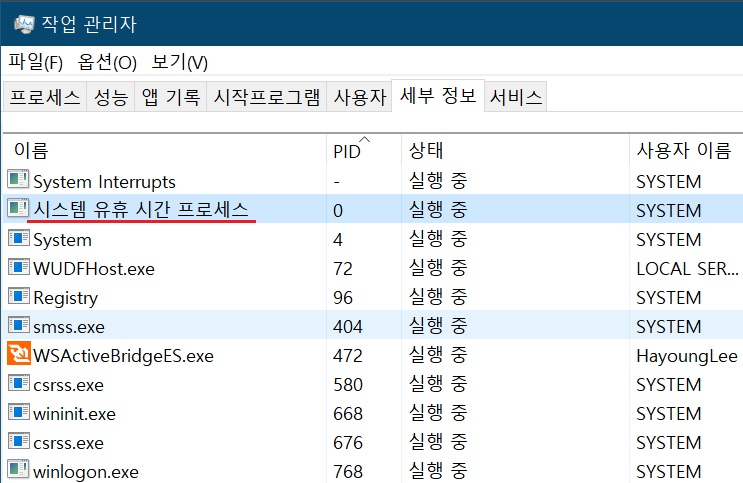 작업 관리자
파일(F) 옵션(O) 보기(V)
프로세스 성능 앱 기록 시작프로그램 사용자 세부 정보 서비스
이름 PID 상태 사용자 이름
System Interrupts - 실행 중 SYSTEM
시스템 유휴 시간 프로세스 0 실행 중 SYSTEM
System 4 실행 중 SYSTEM
WUDFHost.exe 72 실행 중 LOCAL SER...
Registry 96 실행 중 SYSTEM
smss.exe 404 실행 중 SYSTEM
WSActiveBridgeES.exe 472 실행 중 HayoungLee
csrss.exe 580 실행 중 SYSTEM
wininit.exe 668 실행 중 SYSTEM
csrss.exe 676 실행 중 SYSTEM
winlogon.exe 768 실행 중 SYSTEM